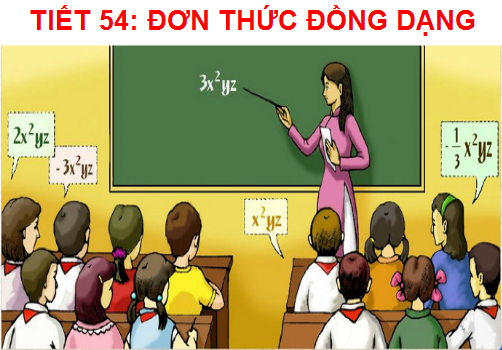 TIẾT 54: ĐƠN THỨC ĐỒNG DẠNG
3x²yz
2x²yz
- 3x²yz
x²yz
-1/3 x²yz